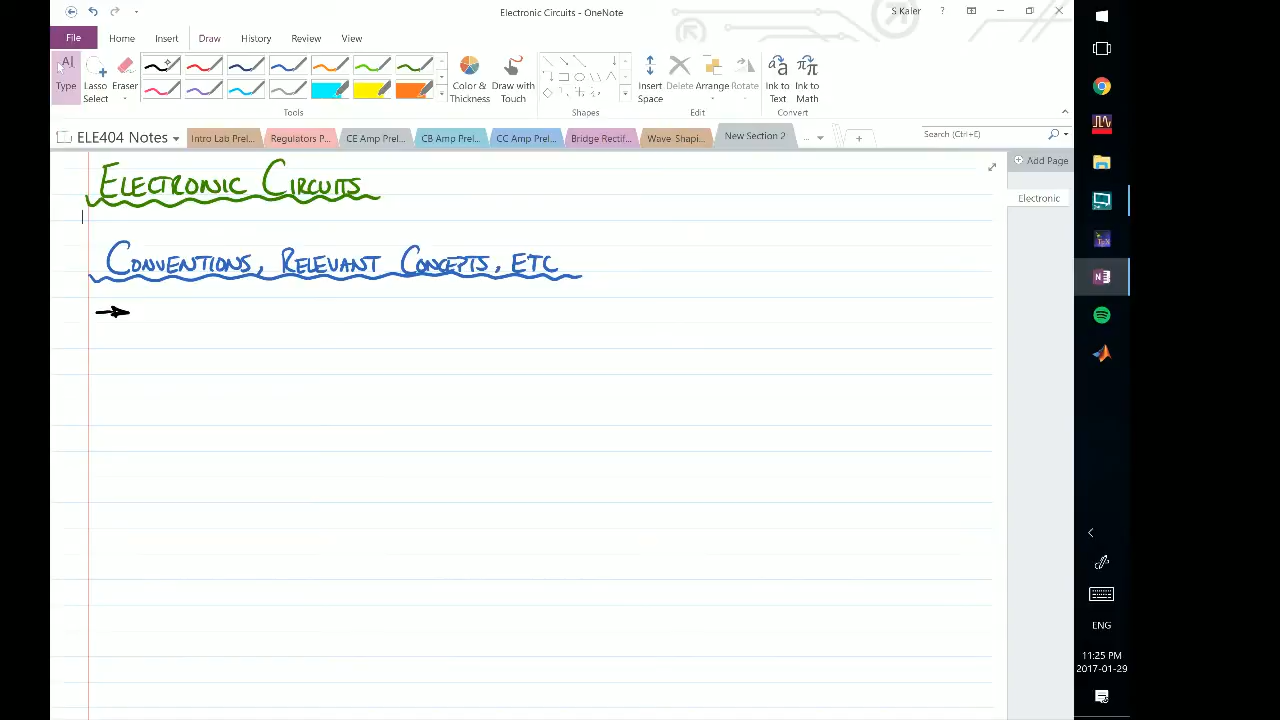 Electronic Circuits - OneNote
S Kaler
?
File
Home
Insert
Draw
History
Review
View
Type
Lasso Select
Eraser
Color & Thickness
Draw with Touch
Insert Space
Delete
Arrange
Rotate
Ink to Text
Ink to Math
Tools
Shapes
Edit
Convert
ELE404 Notes
Intro Lab Prel...
Regulators P...
CE Amp Prel...
CB Amp Prel...
CC Amp Prel...
Bridge Rectif...
Wave Shapi...
New Section 2
...
Search (Ctrl+E)
Add Page
Electronic
ELECTRONIC CIRCUITS
CONVENTIONS, RELEVANT CONCEPTS, ETC
ENG
11:25 PM
2017-01-29